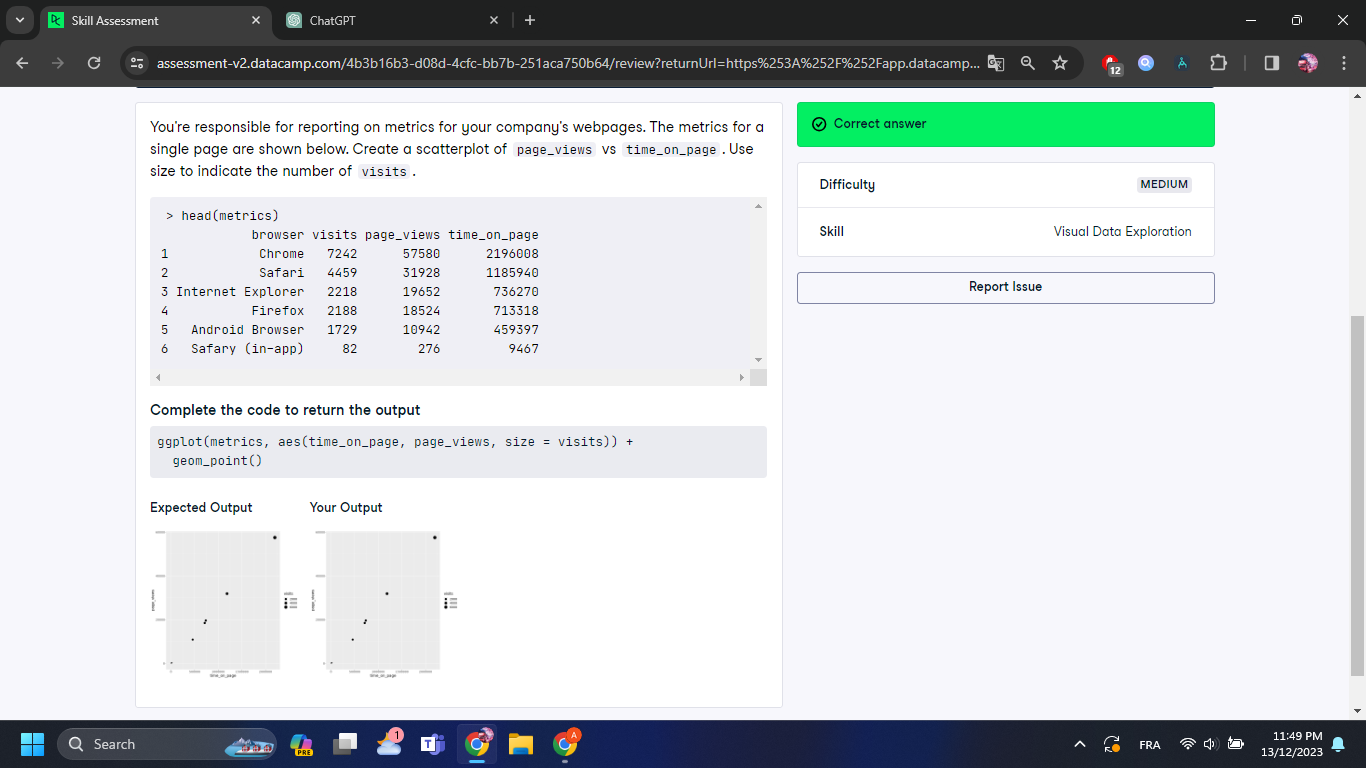 Skill Assessment
ChatGPT
assessment-v2.datacamp.com/4b3b16b3-d08d-4cfc-bb7b-251aca750b64/review?returnUrl=https%253A%252F%252Fapp.datacamp...
12
You're responsible for reporting on metrics for your company's webpages. The metrics for a
single page are shown below. Create a scatterplot of page_views vs time_on_page . Use
size to indicate the number of visits .
> head(metrics)
browser visits page_views time_on_page
1 Chrome 7242 57580 2196008
2 Safari 4459 31928 1185940
3 Internet Explorer 2218 19652 736270
4 Firefox 2188 18524 713318
5 Android Browser 1729 10942 459397
6 Safary (in-app) 82 276 9467
Complete the code to return the output
ggplot(metrics, aes(time_on_page, page_views, size = visits)) +
geom_point()
Expected Output Your Output
time_on_page time_on_page
Correct answer
Difficulty MEDIUM
Skill Visual Data Exploration
Report Issue
Search
PRE
1
A
FRA
11:49 PM
13/12/2023